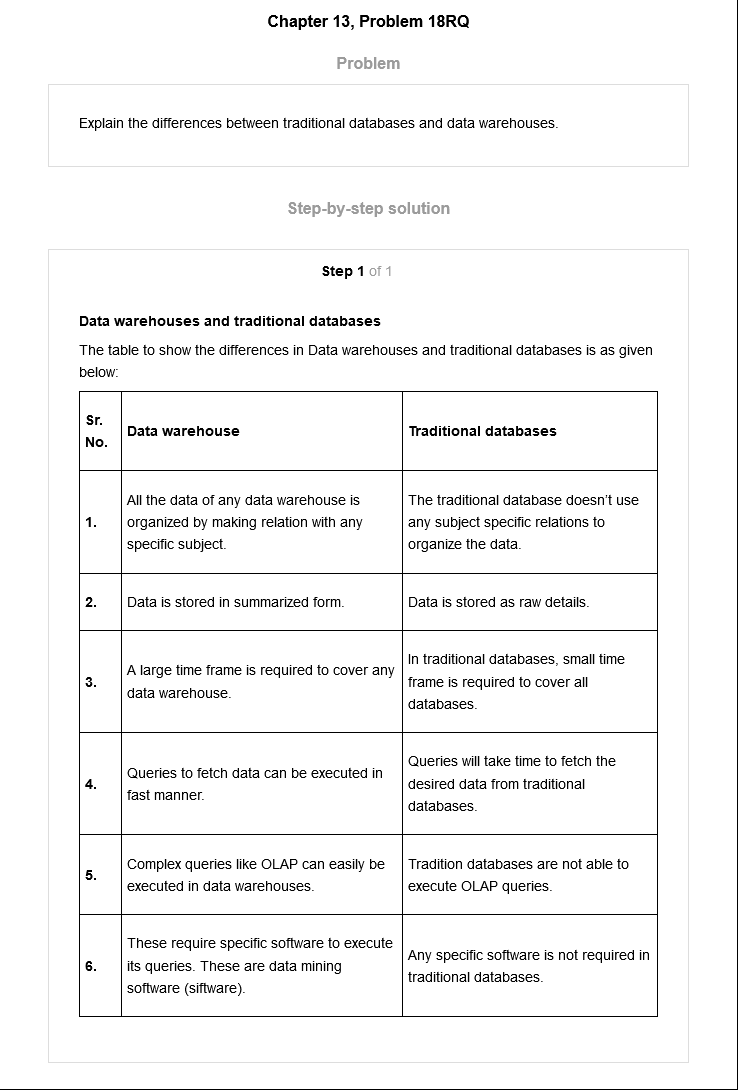 Chapter 13, Problem 18RQ
Problem
Explain the differences between traditional databases and data warehouses.
Step-by-step solution
Step 1 of 1
Data warehouses and traditional databases
The table to show the differences in Data warehouses and traditional databases is as given
below:
Sr.
No.
Data warehouse
Traditional databases
1.
All the data of any data warehouse is
organized by making relation with any
specific subject.
The traditional database doesn't use
any subject specific relations to
organize the data.
2.
Data is stored in summarized form.
Data is stored as raw details.
3.
A large time frame is required to cover any
data warehouse.
In traditional databases, small time
frame is required to cover all
databases.
4.
Queries to fetch data can be executed in
fast manner.
Queries will take time to fetch the
desired data from traditional
databases.
5.
Complex queries like OLAP can easily be
executed in data warehouses.
Tradition databases are not able to
execute OLAP queries.
6.
These require specific software to execute
its queries. These are data mining
software (siftware).
Any specific software is not required in
traditional databases.